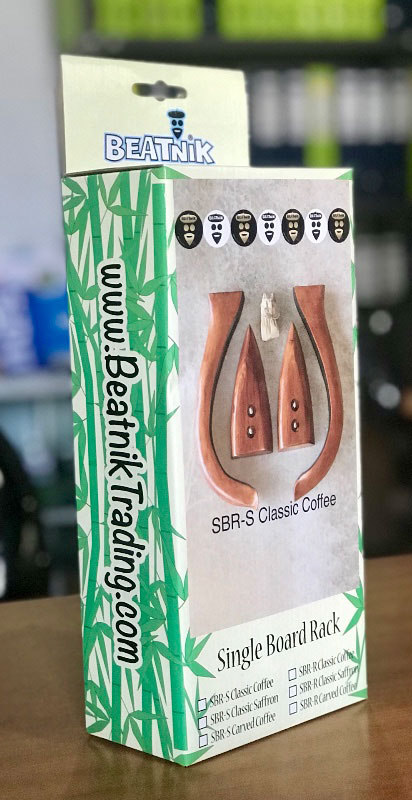 BEATNiK
www.BeatnikTrading.com
SBR-S Classic Coffee
Single Board Rack
SBR-S Classic Coffee
SBR-S Classic Saffron
SBR-S Carved Coffee
SBR-R Classic Coffee
SBR-R Classic Saffron
SBR-R Carved Coffee